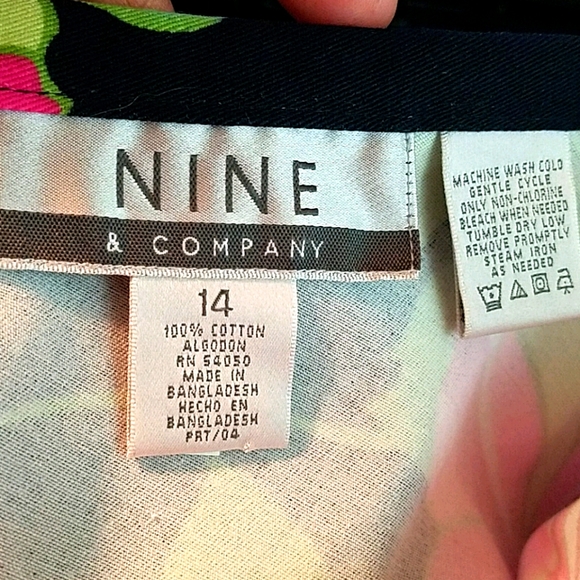 NINE
& COMPANY
14
100% COTTON
ALGODON
RN 54050
MADE IN
BANGLADESH
HECHO EN
BANGLADESH
PRT/04
MACHINE WASH COLD
GENTLE CYCLE
ONLY NON-CHLORINE
BLEACH WHEN NEEDED
TUMBLE DRY LOW
REMOVE PROMPTLY
STEAM IRON
AS NEEDED